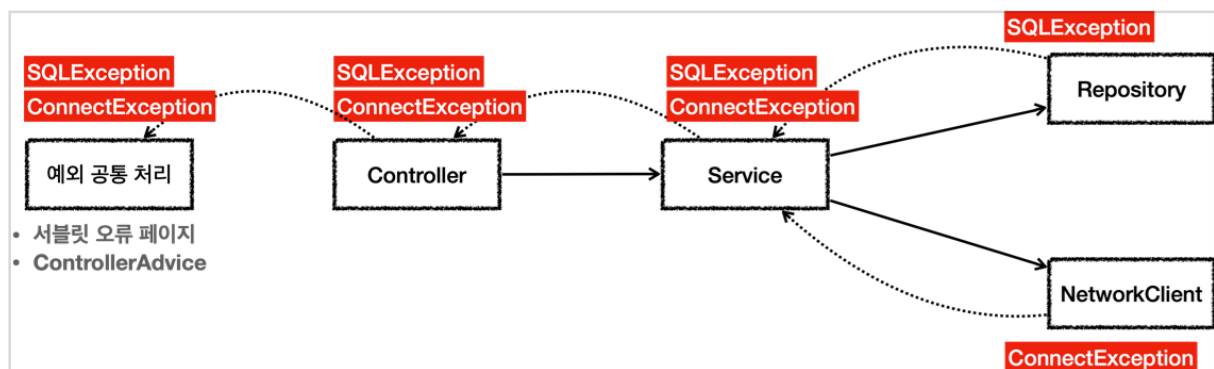 SQLException
SQLException
ConnectException
예외 공통 처리
• 서블릿 오류 페이지
• ControllerAdvice
SQLException
ConnectException
Controller
SQLException
ConnectException
Service
Repository
NetworkClient
ConnectException